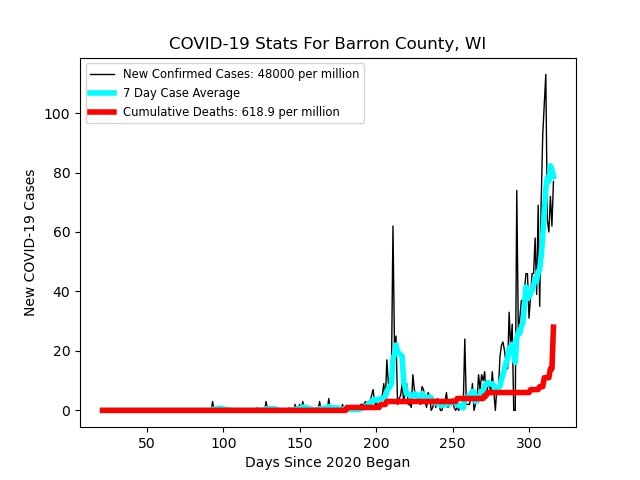 COVID-19 Stats For Barron County, WI
New Confirmed Cases: 48000 per million
7 Day Case Average
Cumulative Deaths: 618.9 per million
New COVID-19 Cases
100
80
60
40
20
0
50
100
150
200
250
300
Days Since 2020 Began